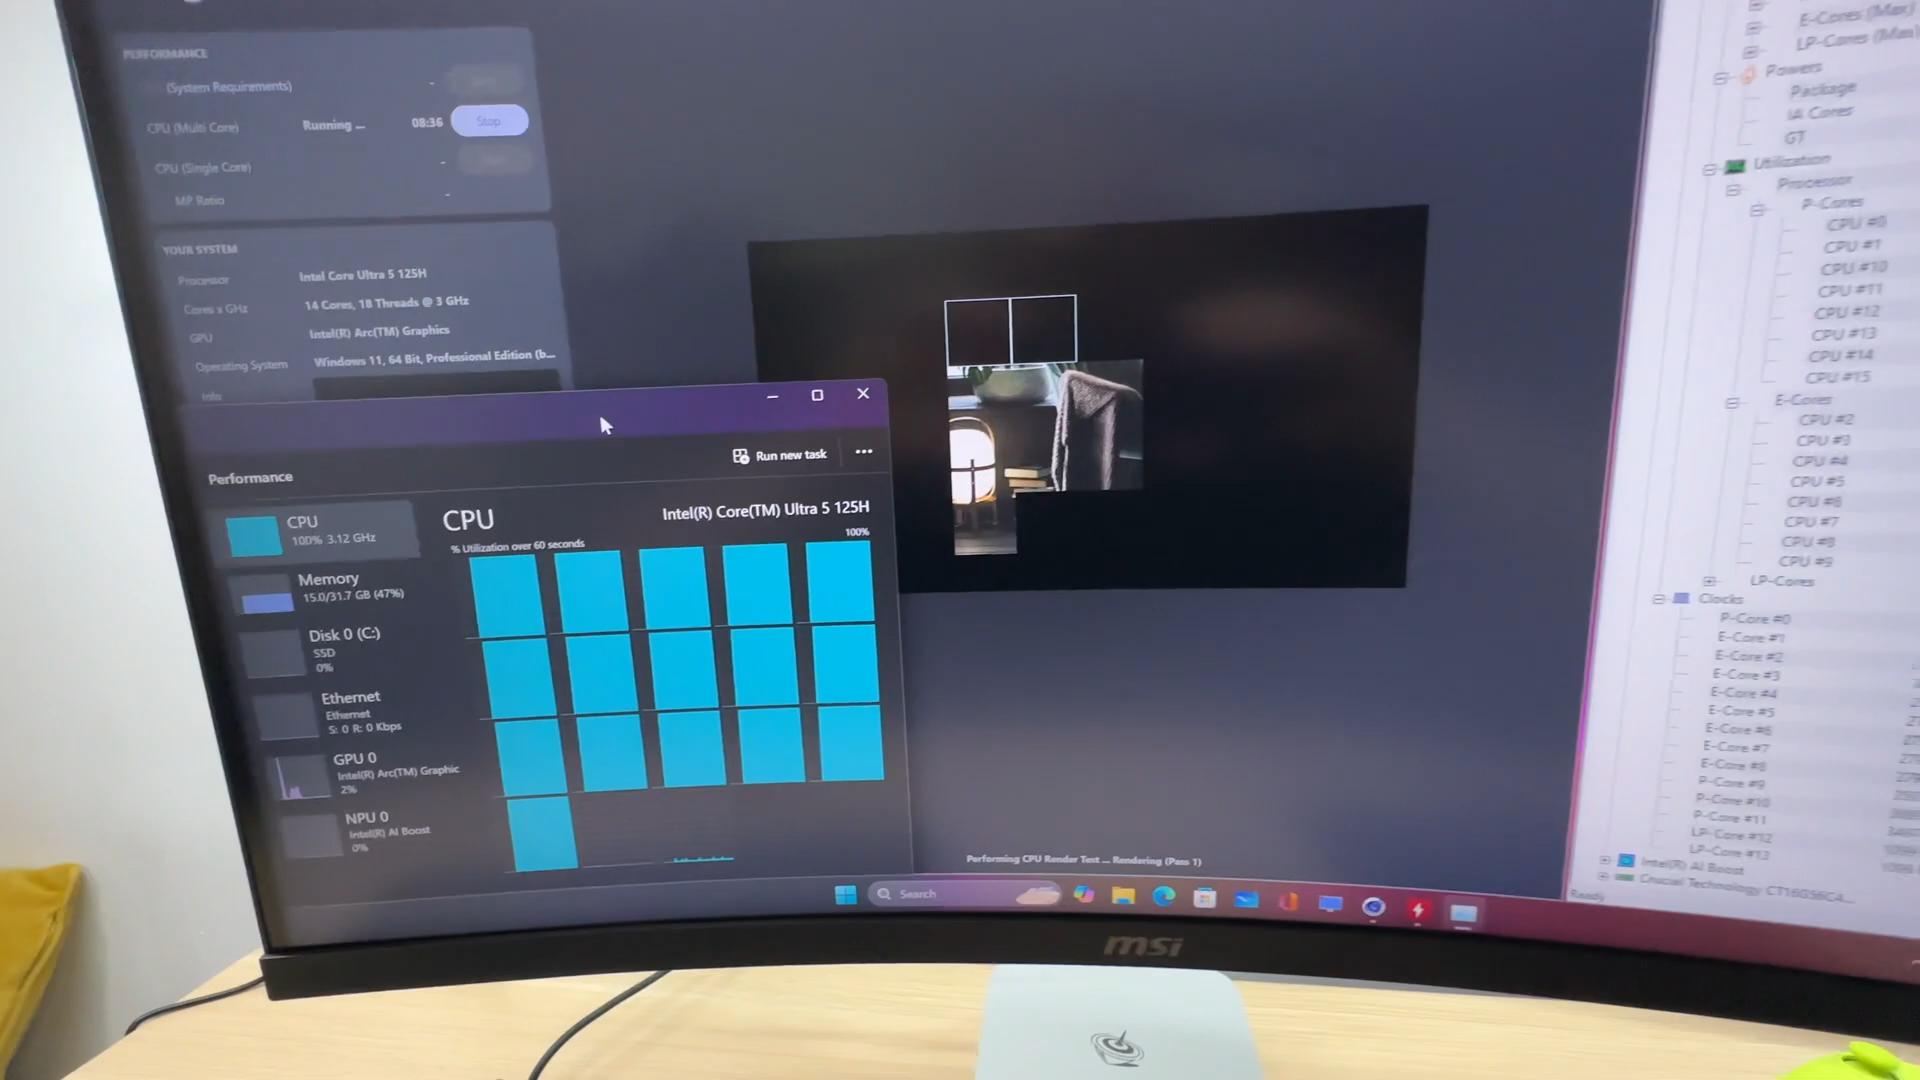 PERFORMANCE
(System Requirements) -
CPU (Multi Core) Running ... 08:36 Stop
CPU (Single Core) -
MP Ratio -
YOUR SYSTEM
Processor Intel Core Ultra 5 125H
Cores x GHz 14 Cores, 18 Threads @ 3 GHz
GPU Intel(R) Arc(TM) Graphics
Operating System Windows 11, 64 Bit, Professional Edition (b...
Info
Run new task
Performance
CPU
100% 3.12 GHz
Memory
15.0/31.7 GB (47%)
Disk 0 (C:)
SSD
0%
Ethernet
Ethernet
S: 0 R: 0 Kbps
GPU 0
Intel(R) Arc(TM) Graphic
2%
NPU 0
Intel(R) AI Boost
0%
CPU Intel(R) Core(TM) Ultra 5 125H
% Utilization over 60 seconds 100%
Performing CPU Render Test ... Rendering (Pass 1)
Search
E-Cores (Max)
LP-Cores (Max)
Powers
Package
IA Cores
GT
Utilization
Processor
P-Cores
CPU #0
CPU #1
CPU #10
CPU #11
CPU #12
CPU #13
CPU #14
CPU #15
E-Cores
CPU #2
CPU #3
CPU #4
CPU #5
CPU #6
CPU #7
CPU #8
CPU #9
LP-Cores
Clocks
P-Core #0
E-Core #1
E-Core #2
E-Core #3
E-Core #4
E-Core #5
E-Core #6
E-Core #7
E-Core #8
P-Core #9
P-Core #10
P-Core #11
LP-Core #12
LP-Core #13
Intel(R) AI Boost
Crucial Technology CT16G56C4...
Ready
msi